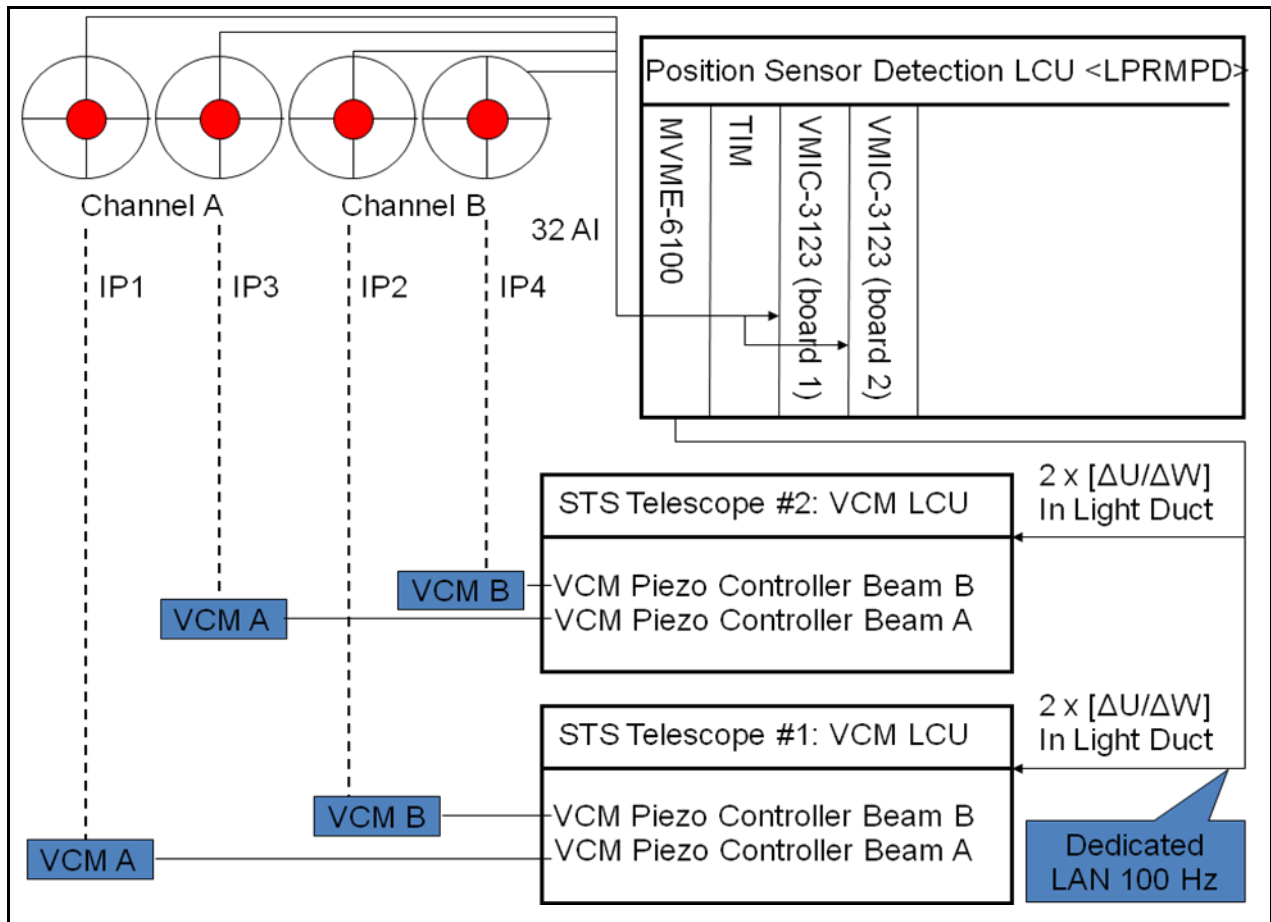 Position Sensor Detection LCU <LPRMPD>
MVME-6100
TIM
VMIC-3123 (board 1)
VMIC-3123 (board 2)
Channel A
Channel B
32 AI
IP1
IP3
IP2
IP4
2 x [ΔU/ΔW]
In Light Duct
STS Telescope #2: VCM LCU
VCM B
VCM Piezo Controller Beam B
VCM A
VCM Piezo Controller Beam A
2 x [ΔU/ΔW]
In Light Duct
STS Telescope #1: VCM LCU
VCM B
VCM Piezo Controller Beam B
VCM A
VCM Piezo Controller Beam A
Dedicated
LAN 100 Hz